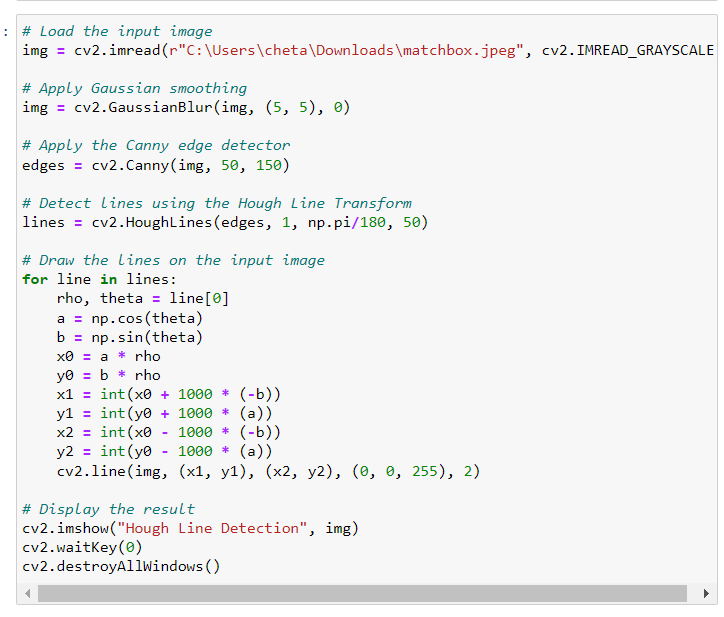 :
# Load the input image
img = cv2.imread(r"C:\Users\cheta\Downloads\matchbox.jpeg", cv2.IMREAD_GRAYSCALE
# Apply Gaussian smoothing
img = cv2.GaussianBlur(img, (5, 5), 0)
# Apply the Canny edge detector
edges = cv2.Canny(img, 50, 150)
# Detect lines using the Hough Line Transform
lines = cv2.HoughLines(edges, 1, np.pi/180, 50)
# Draw the lines on the input image
for line in lines:
    rho, theta = line[0]
    a = np.cos(theta)
    b = np.sin(theta)
    x0 = a * rho
    y0 = b * rho
    x1 = int(x0 + 1000 * (-b))
    y1 = int(y0 + 1000 * (a))
    x2 = int(x0 - 1000 * (-b))
    y2 = int(y0 - 1000 * (a))
    cv2.line(img, (x1, y1), (x2, y2), (0, 0, 255), 2)
# Display the result
cv2.imshow("Hough Line Detection", img)
cv2.waitKey(0)
cv2.destroyAllWindows()